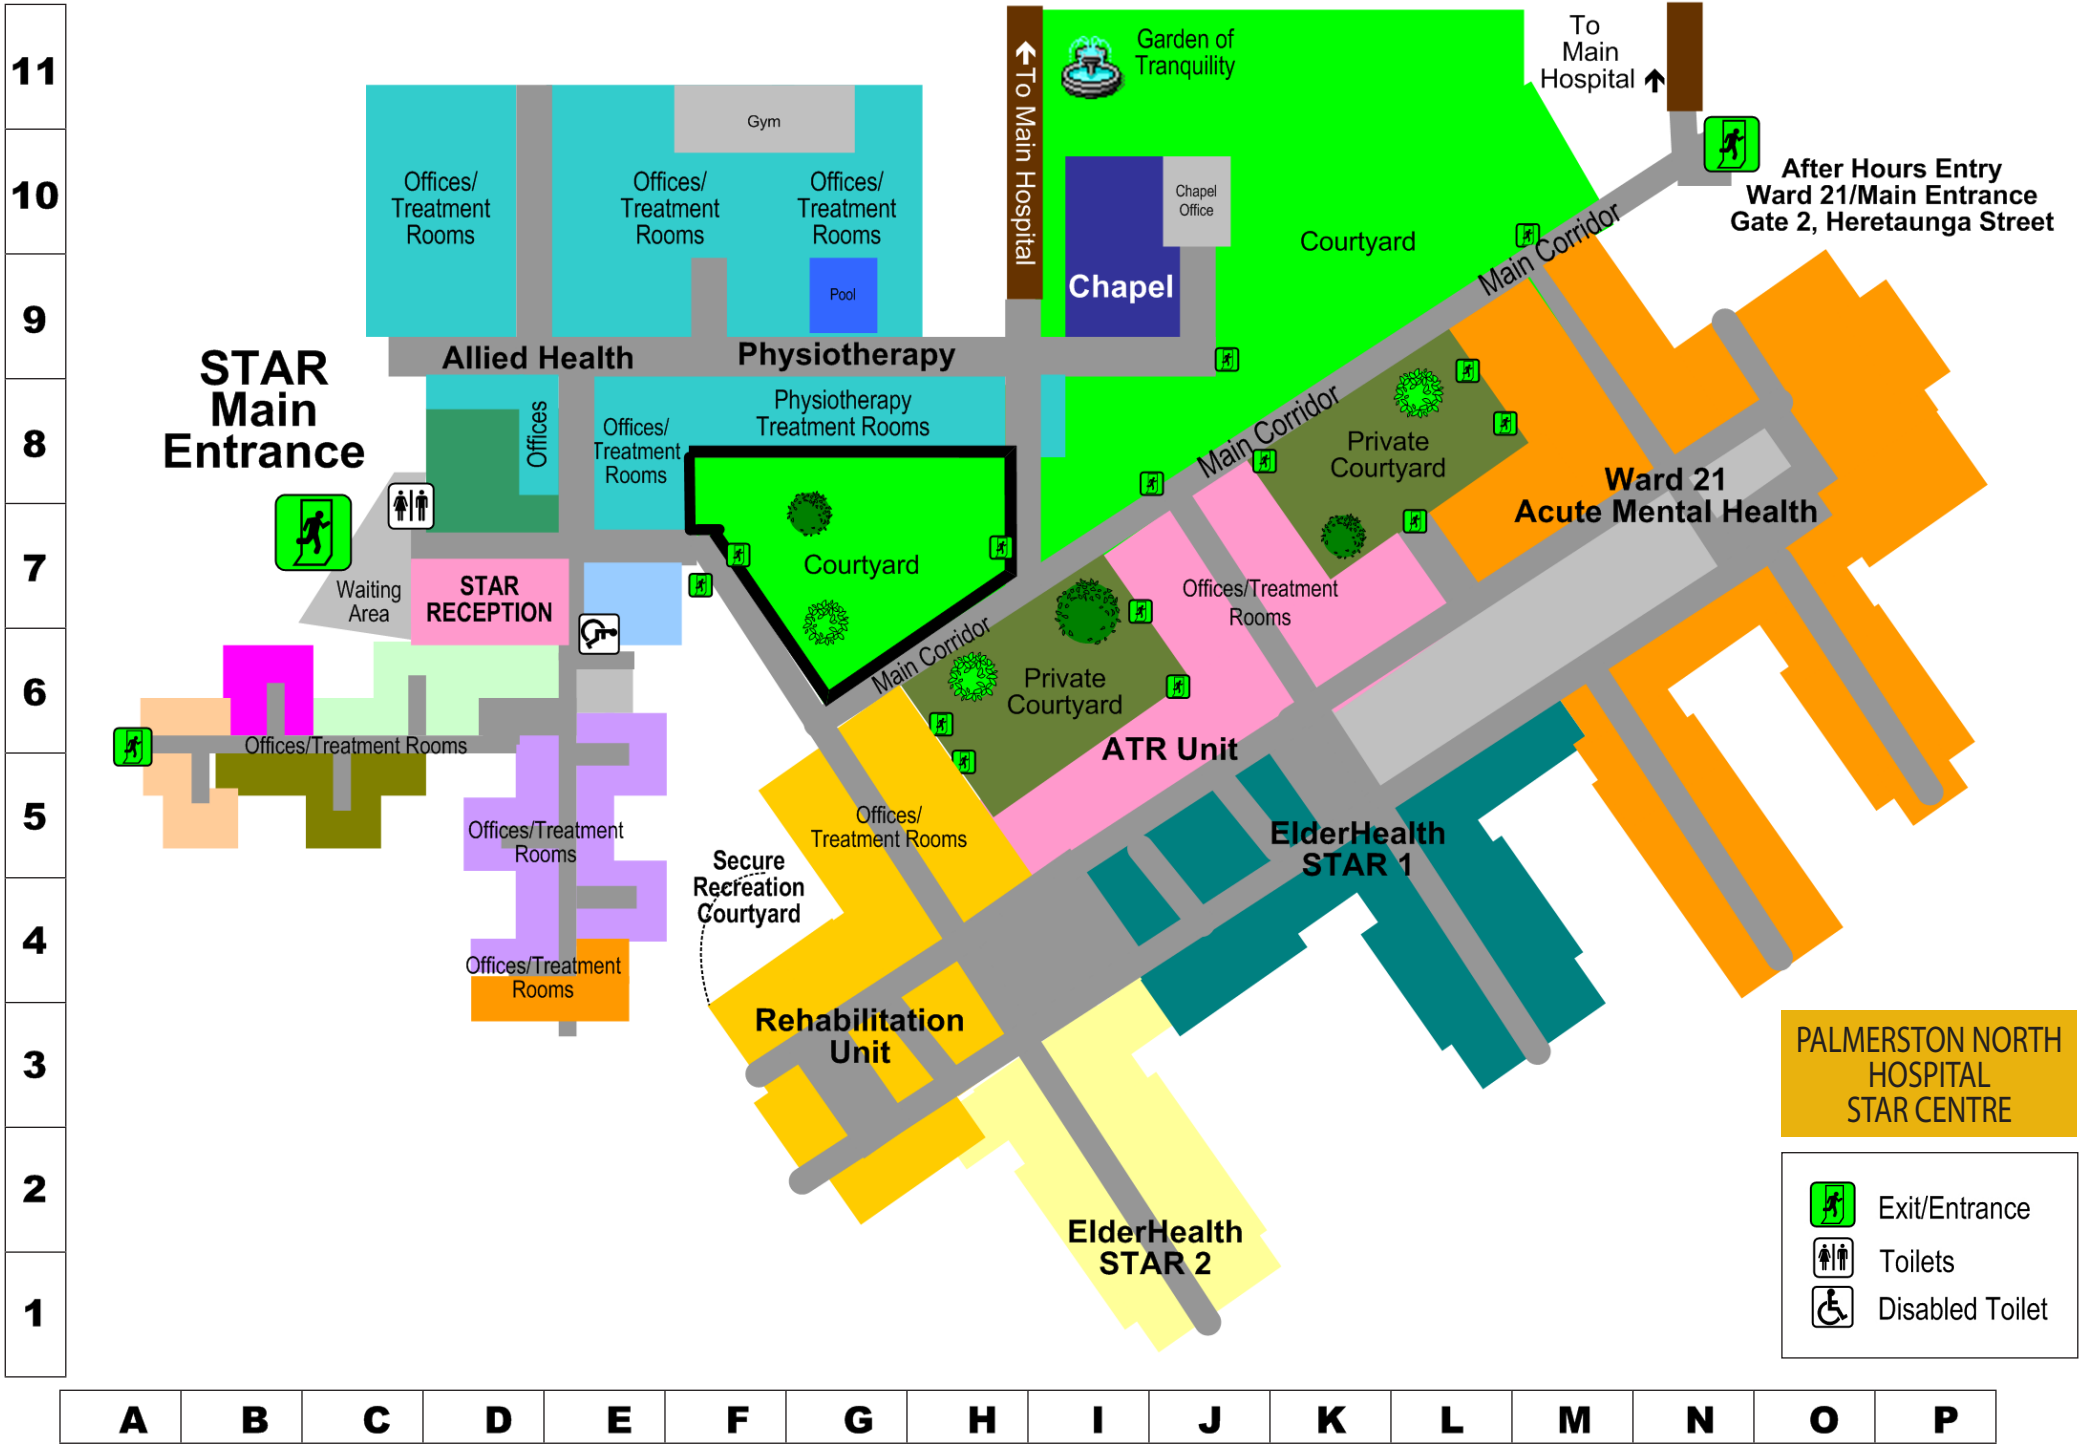 11
10
9
8
7
6
5
4
3
2
1
A B C D E F G H I J K L M N O P
Garden of
Tranquility
To
Main
Hospital
To Main Hospital
Gym
Offices/
Treatment
Rooms
Offices/
Treatment
Rooms
Offices/
Treatment
Rooms
Pool
Chapel
Office
Chapel
Courtyard
Main Corridor
After Hours Entry
Ward 21/Main Entrance
Gate 2, Heretaunga Street
Allied Health
Physiotherapy
STAR
Main
Entrance
Offices
Offices/
Treatment
Rooms
Physiotherapy
Treatment Rooms
Main Corridor
Private
Courtyard
Ward 21
Acute Mental Health
Courtyard
Waiting
Area
STAR
RECEPTION
Offices/Treatment
Rooms
Main Corridor
Private
Courtyard
ATR Unit
Offices/Treatment Rooms
Offices/Treatment
Rooms
Offices/
Treatment Rooms
ElderHealth
STAR 1
Secure
Recreation
Courtyard
Offices/Treatment
Rooms
Rehabilitation
Unit
ElderHealth
STAR 2
PALMERSTON NORTH
HOSPITAL
STAR CENTRE
Exit/Entrance
Toilets
Disabled Toilet